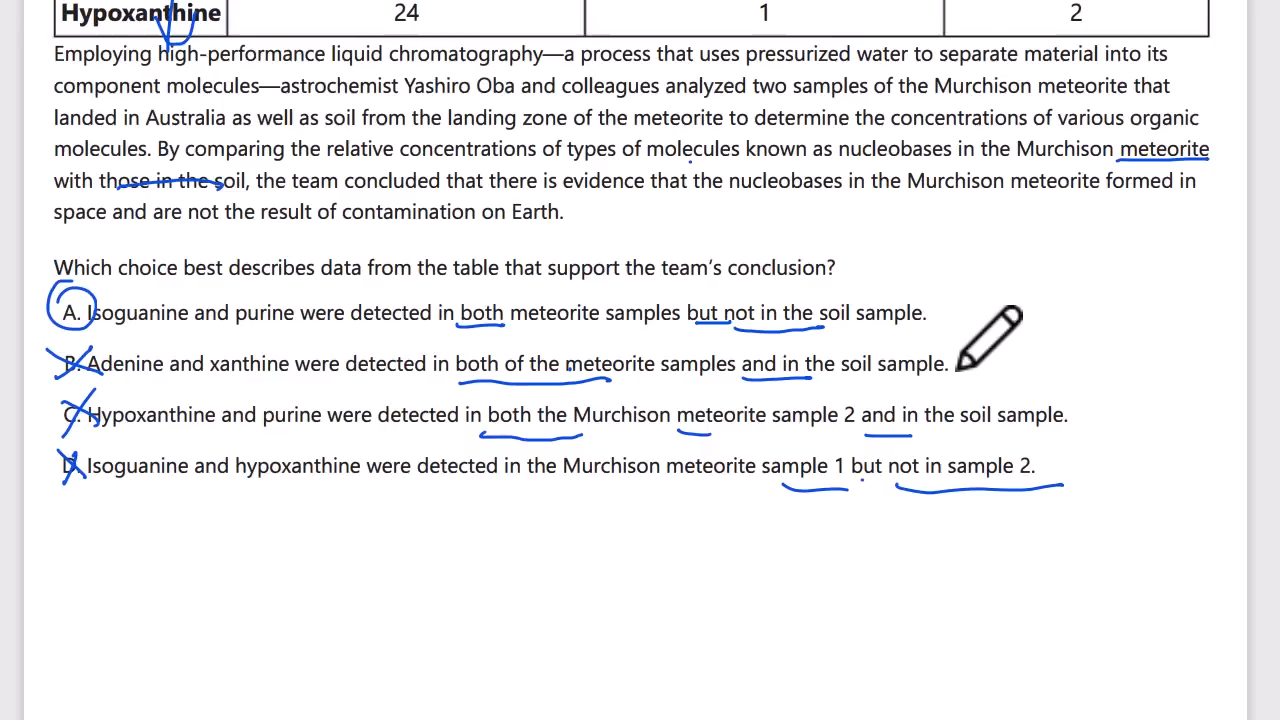 Hypoxanthine 24 1 2
Employing high-performance liquid chromatography—a process that uses pressurized water to separate material into its
component molecules—astrochemist Yashiro Oba and colleagues analyzed two samples of the Murchison meteorite that
landed in Australia as well as soil from the landing zone of the meteorite to determine the concentrations of various organic
molecules. By comparing the relative concentrations of types of molecules known as nucleobases in the Murchison meteorite
with those in the soil, the team concluded that there is evidence that the nucleobases in the Murchison meteorite formed in
space and are not the result of contamination on Earth.
Which choice best describes data from the table that support the team's conclusion?
A. Isoguanine and purine were detected in both meteorite samples but not in the soil sample.
B. Adenine and xanthine were detected in both of the meteorite samples and in the soil sample.
C. Hypoxanthine and purine were detected in both the Murchison meteorite sample 2 and in the soil sample.
D. Isoguanine and hypoxanthine were detected in the Murchison meteorite sample 1 but not in sample 2.